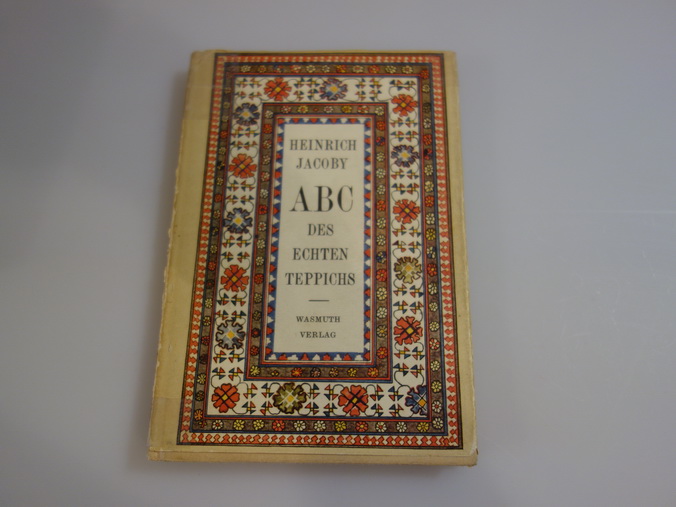 HEINRICH
JACOBY
ABC
DES
ECHTEN
TEPPICHS
WASMUTH
VERLAG